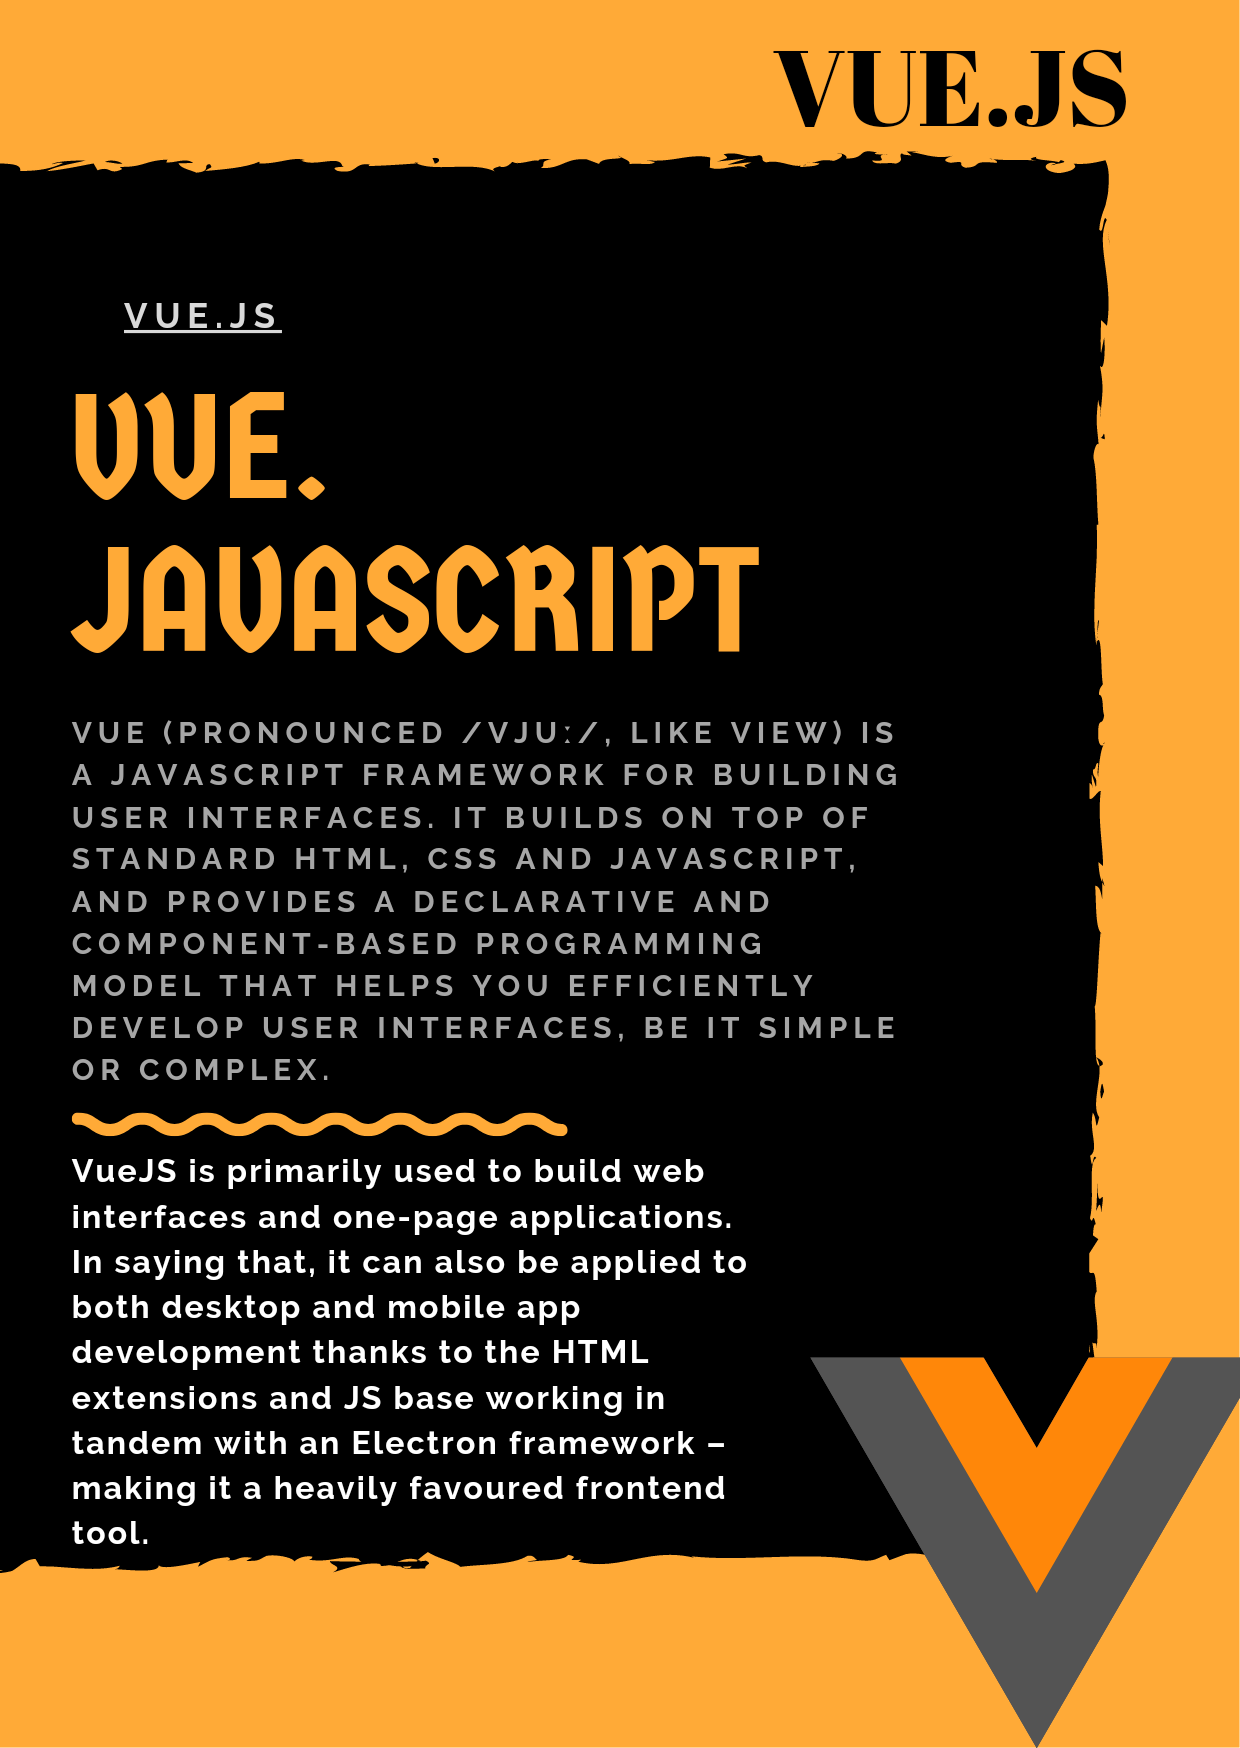 VUE.JS
VUE.JS
VUE.
JAVASCRIPT
VUE (PRONOUNCED /VJUː/, LIKE VIEW) IS
A JAVASCRIPT FRAMEWORK FOR BUILDING
USER INTERFACES. IT BUILDS ON TOP OF
STANDARD HTML, CSS AND JAVASCRIPT,
AND PROVIDES A DECLARATIVE AND
COMPONENT-BASED PROGRAMMING
MODEL THAT HELPS YOU EFFICIENTLY
DEVELOP USER INTERFACES, BE IT SIMPLE
OR COMPLEX.
VueJS is primarily used to build web
interfaces and one-page applications.
In saying that, it can also be applied to
both desktop and mobile app
development thanks to the HTML
extensions and JS base working in
tandem with an Electron framework –
making it a heavily favoured frontend
tool.